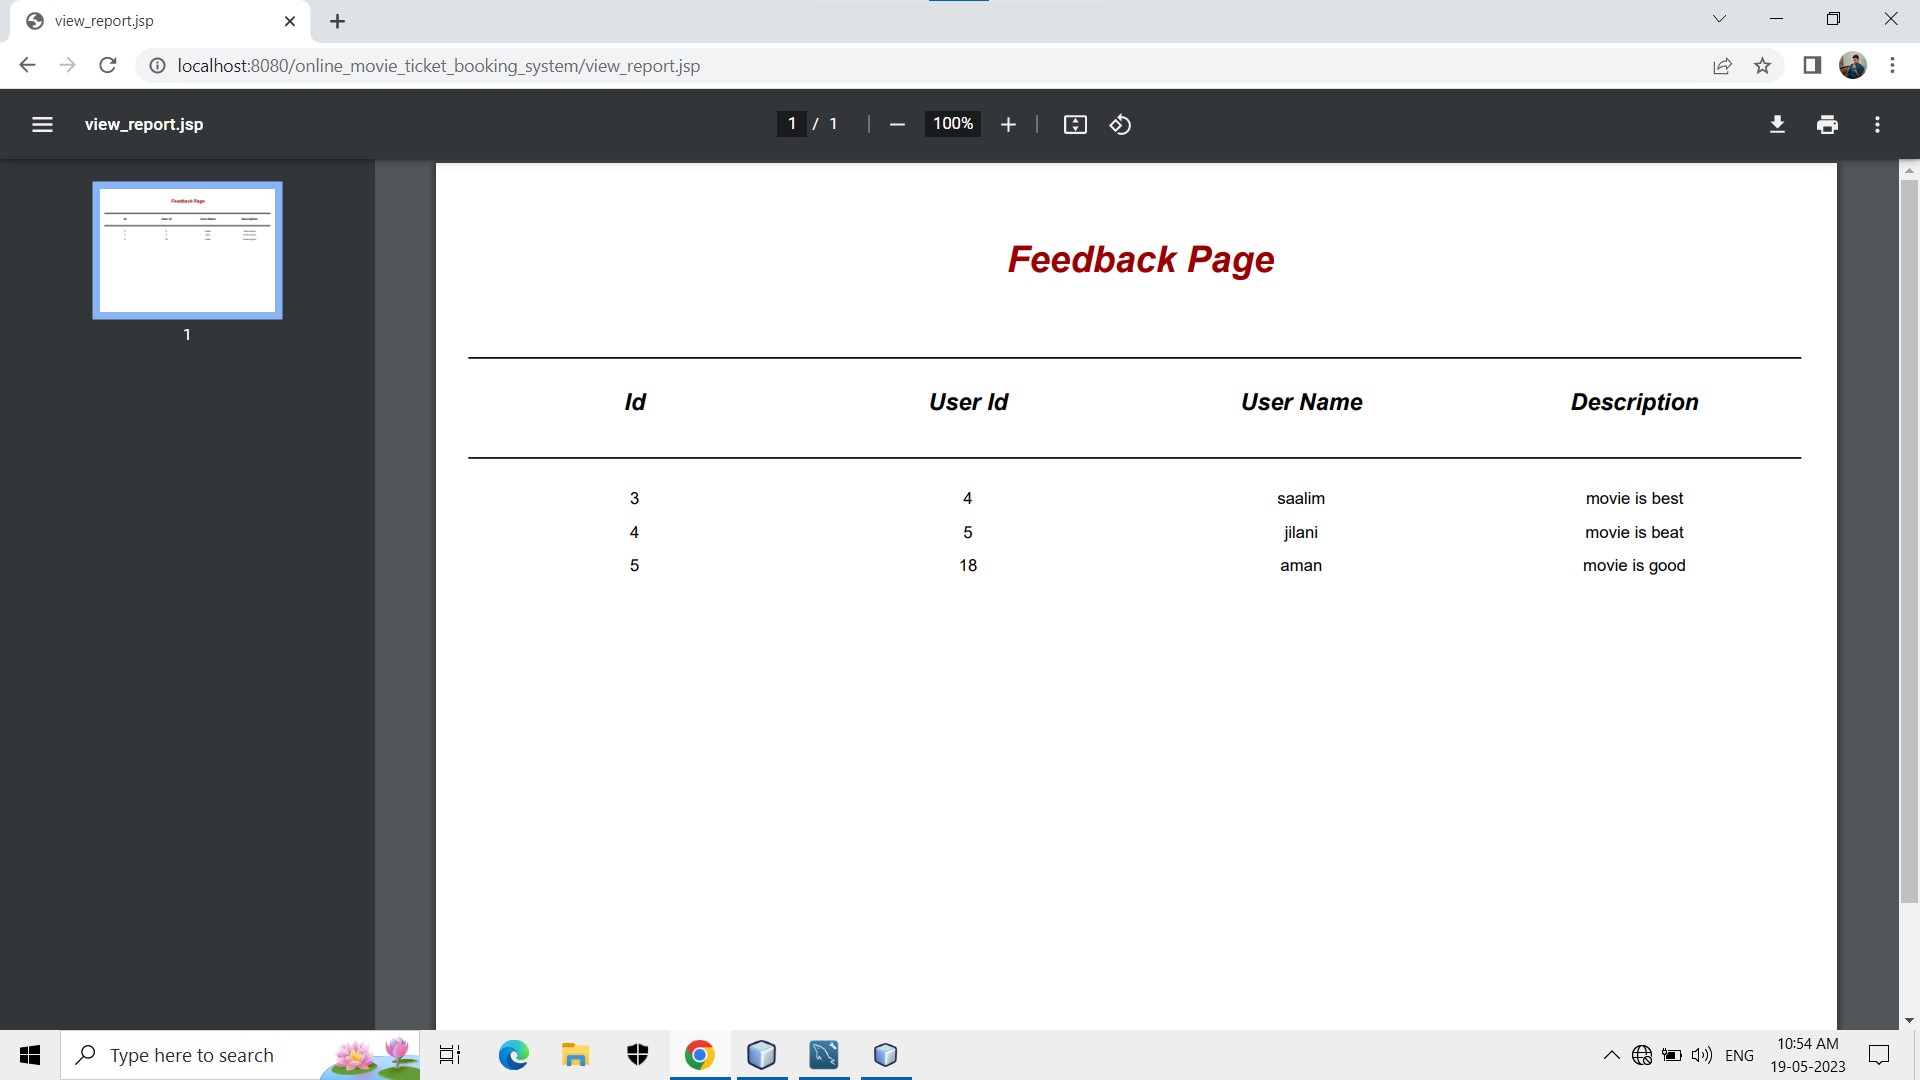 view_report.jsp
localhost:8080/online_movie_ticket_booking_system/view_report.jsp
view_report.jsp
1 / 1
100%
Feedback Page
1
Id User Id User Name Description
3 4 saalim movie is best
4 5 jilani movie is beat
5 18 aman movie is good
Type here to search
ENG
10:54 AM
19-05-2023